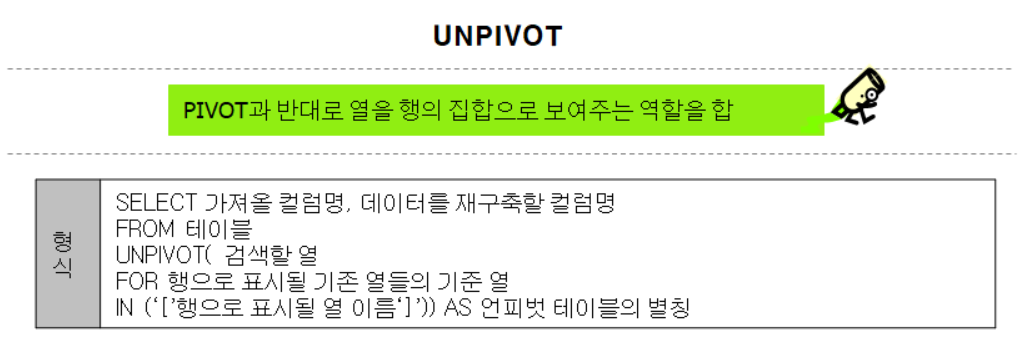 UNPIVOT
PIVOT과 반대로 열을 행의 집합으로 보여주는 역할을 합
형식
SELECT 가져올 컬럼명, 데이터를 재구축할 컬럼명
FROM 테이블
UNPIVOT( 검색할 열
FOR 행으로 표시될 기존 열들의 기준 열
IN (‘[’행으로 표시될 열 이름‘]’)) AS 언피벗 테이블의 별칭